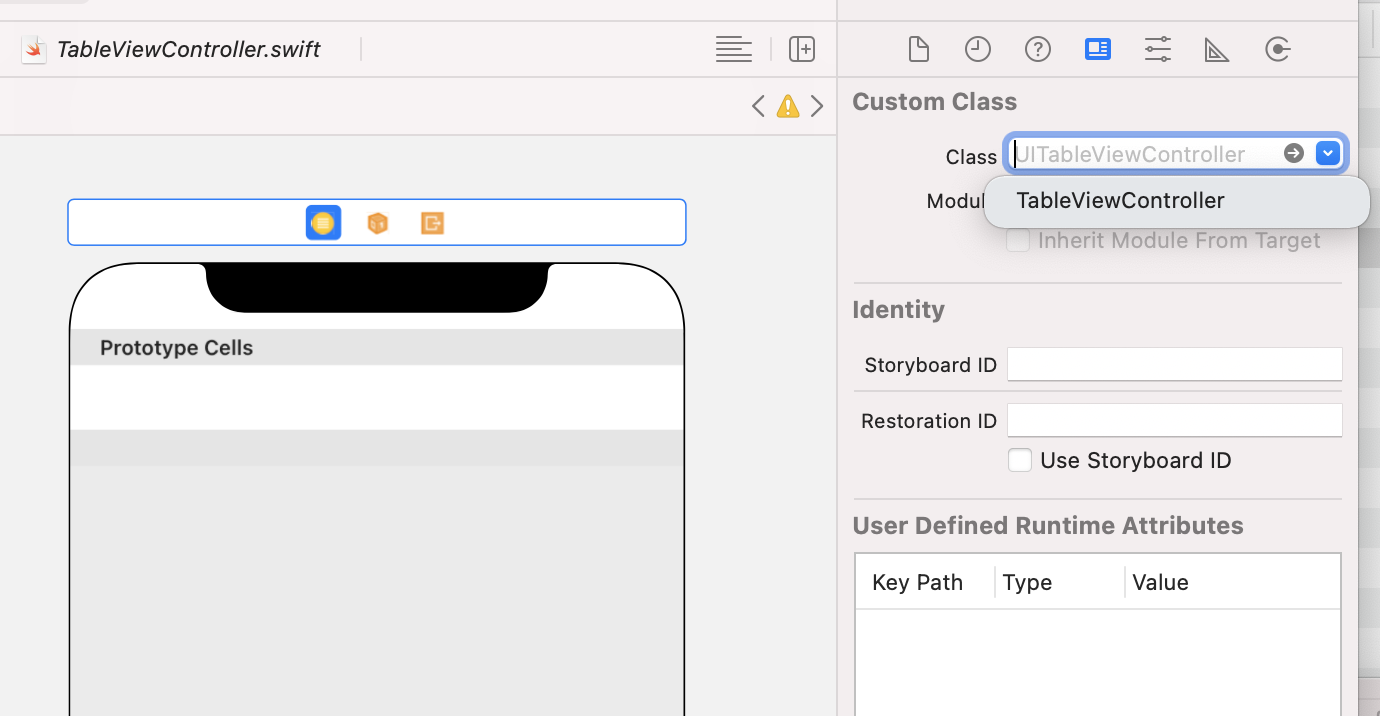 TableViewController.swift
Custom Class
Class UITableViewController
Modul
TableViewController
Inherit Module From Target
Identity
Storyboard ID
Restoration ID
Use Storyboard ID
User Defined Runtime Attributes
Key Path Type Value
Prototype Cells